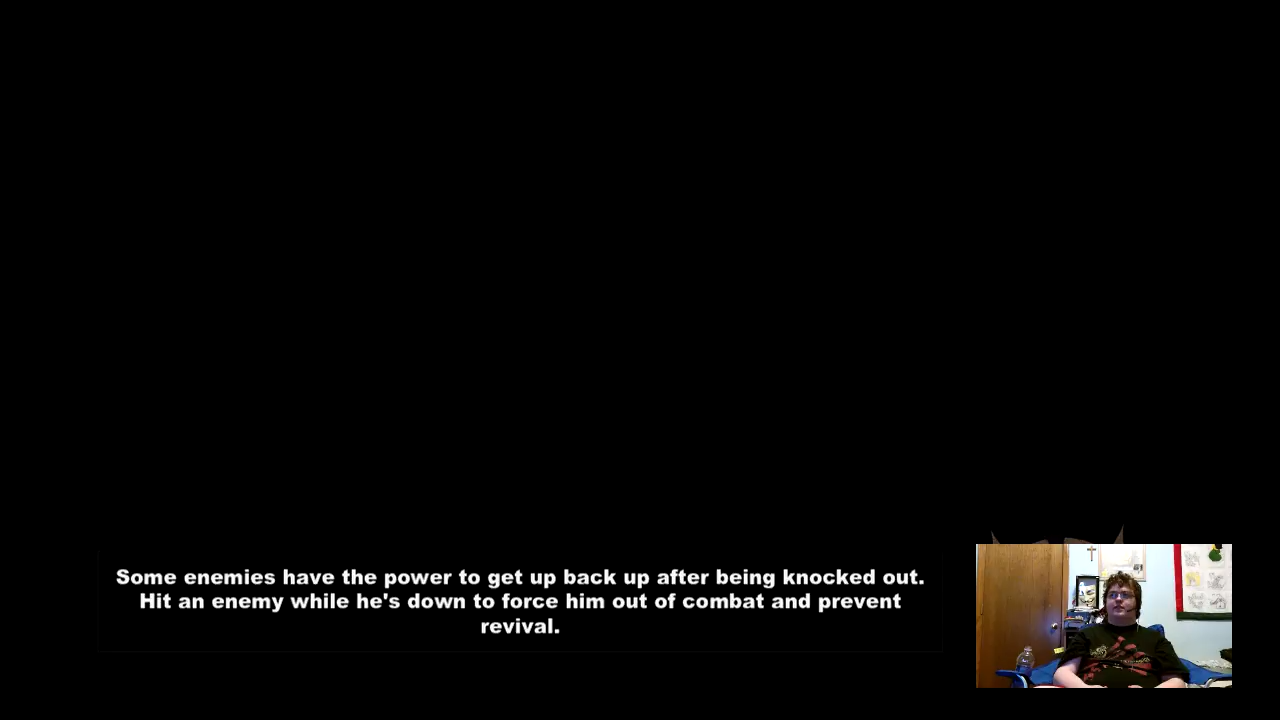 Some enemies have the power to get up back up after being knocked out.
Hit an enemy while he's down to force him out of combat and prevent
revival.